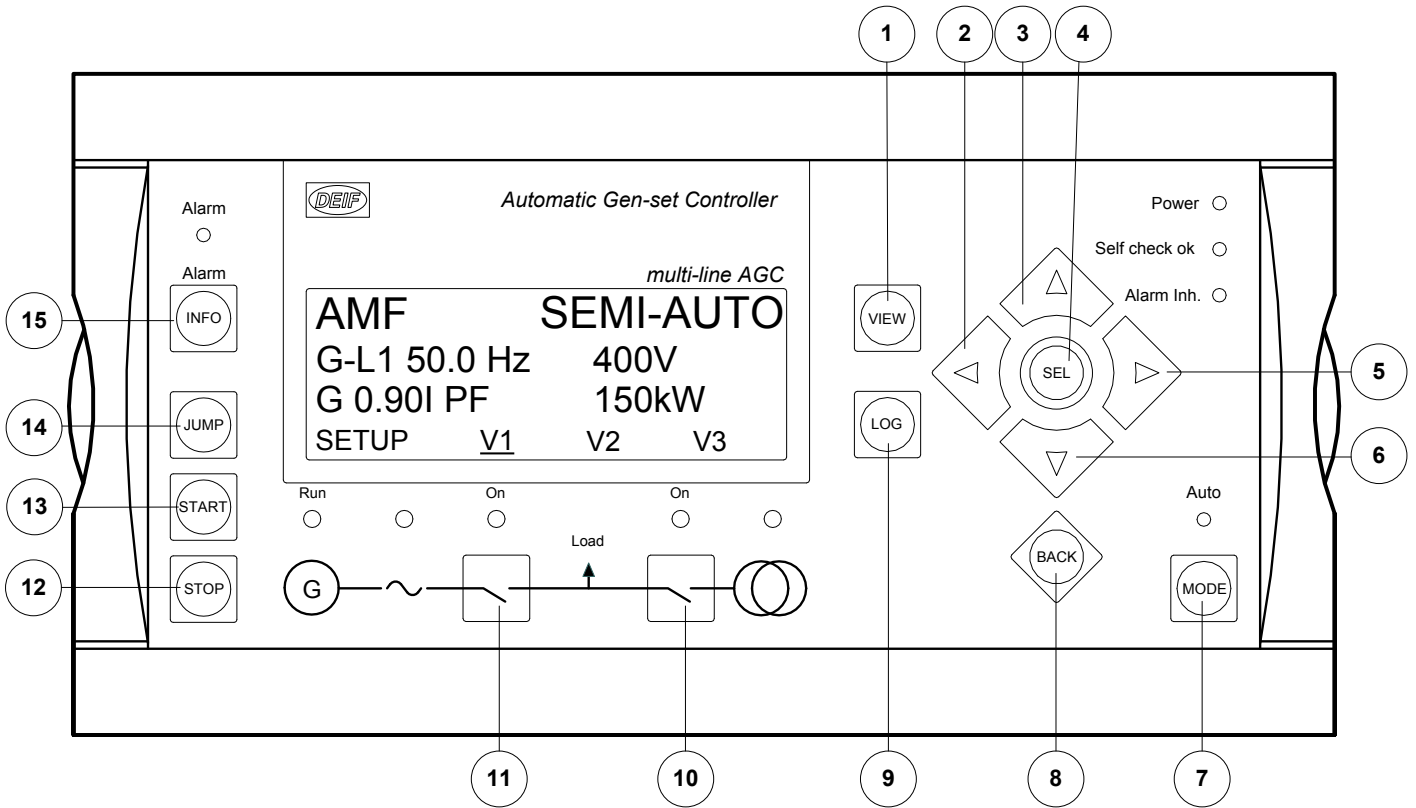 1 2 3 4
DEIF
Automatic Gen-set Controller
multi-line AGC
Alarm
Alarm
INFO
15
JUMP
14
START
13
STOP
12
AMF SEMI-AUTO
G-L1 50.0 Hz 400V
G 0.90I PF 150kW
SETUP V1 V2 V3
Run On On
Load
G
VIEW
LOG
Power
Self check ok
Alarm Inh.
SEL
5
6
BACK
Auto
MODE
11 10 9 8 7